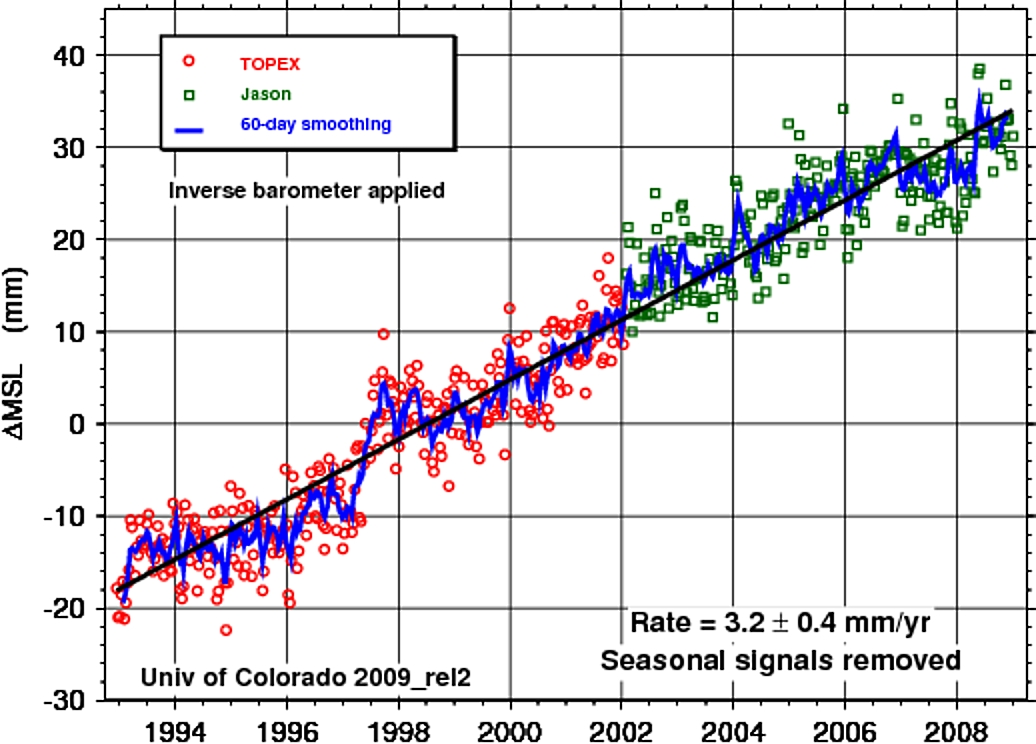 40
30
20
10
0
-10
-20
-30
ΔMSL (mm)
TOPEX
Jason
60-day smoothing
Inverse barometer applied
Rate = 3.2 ± 0.4 mm/yr
Seasonal signals removed
Univ of Colorado 2009_rel2
1994 1996 1998 2000 2002 2004 2006 2008